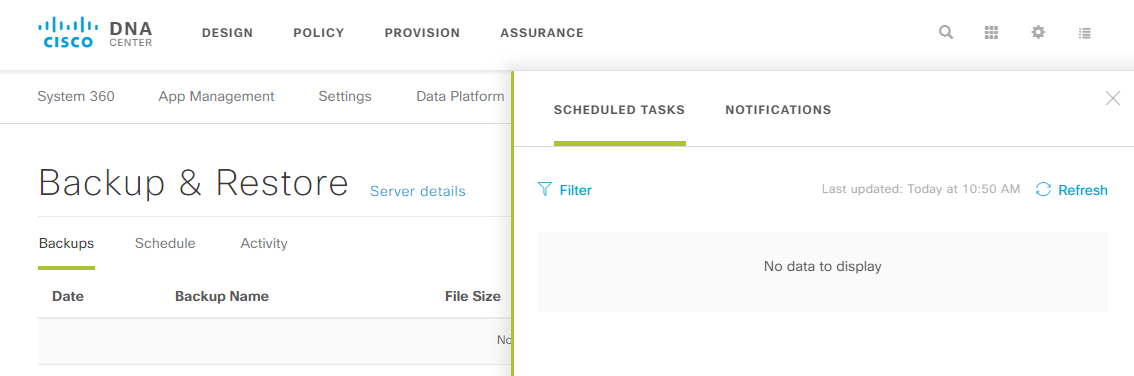 CISCO DNA CENTER DESIGN POLICY PROVISION ASSURANCE
System 360 App Management Settings Data Platform
SCHEDULED TASKS NOTIFICATIONS
Backup & Restore Server details
Filter Last updated: Today at 10:50 AM Refresh
Backups Schedule Activity
No data to display
Date Backup Name File Size
No